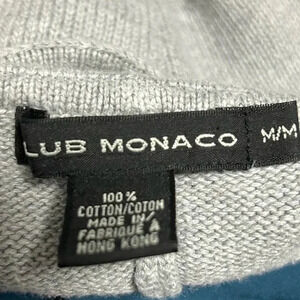 LUB MONACO M/M
100%
COTTON/COTON
MADE IN/
FABRIQUÉ À
HONG KONG